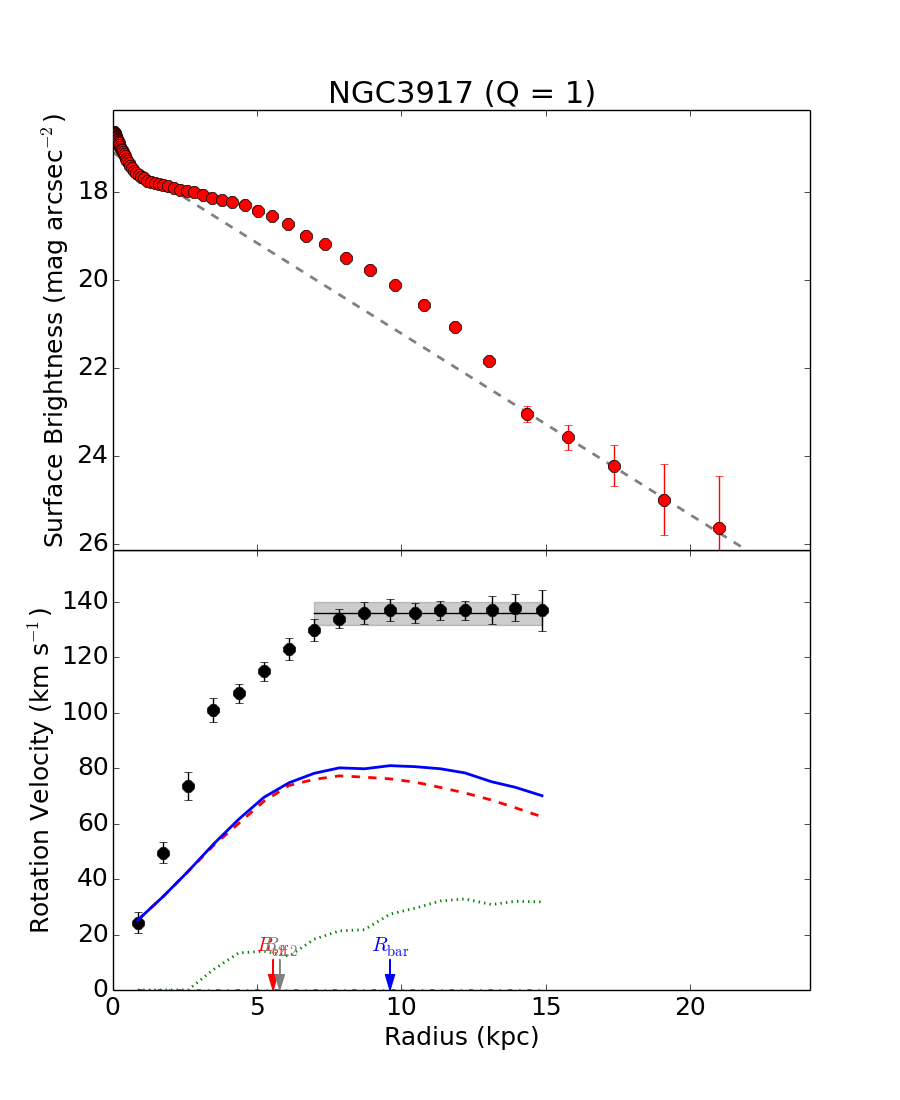 NGC3917 (Q = 1)
Surface Brightness (mag arcsec⁻²)
18
20
22
24
26
Rotation Velocity (km s⁻¹)
140
120
100
80
60
40
20
0
R_bar
0 5 10 15 20
Radius (kpc)